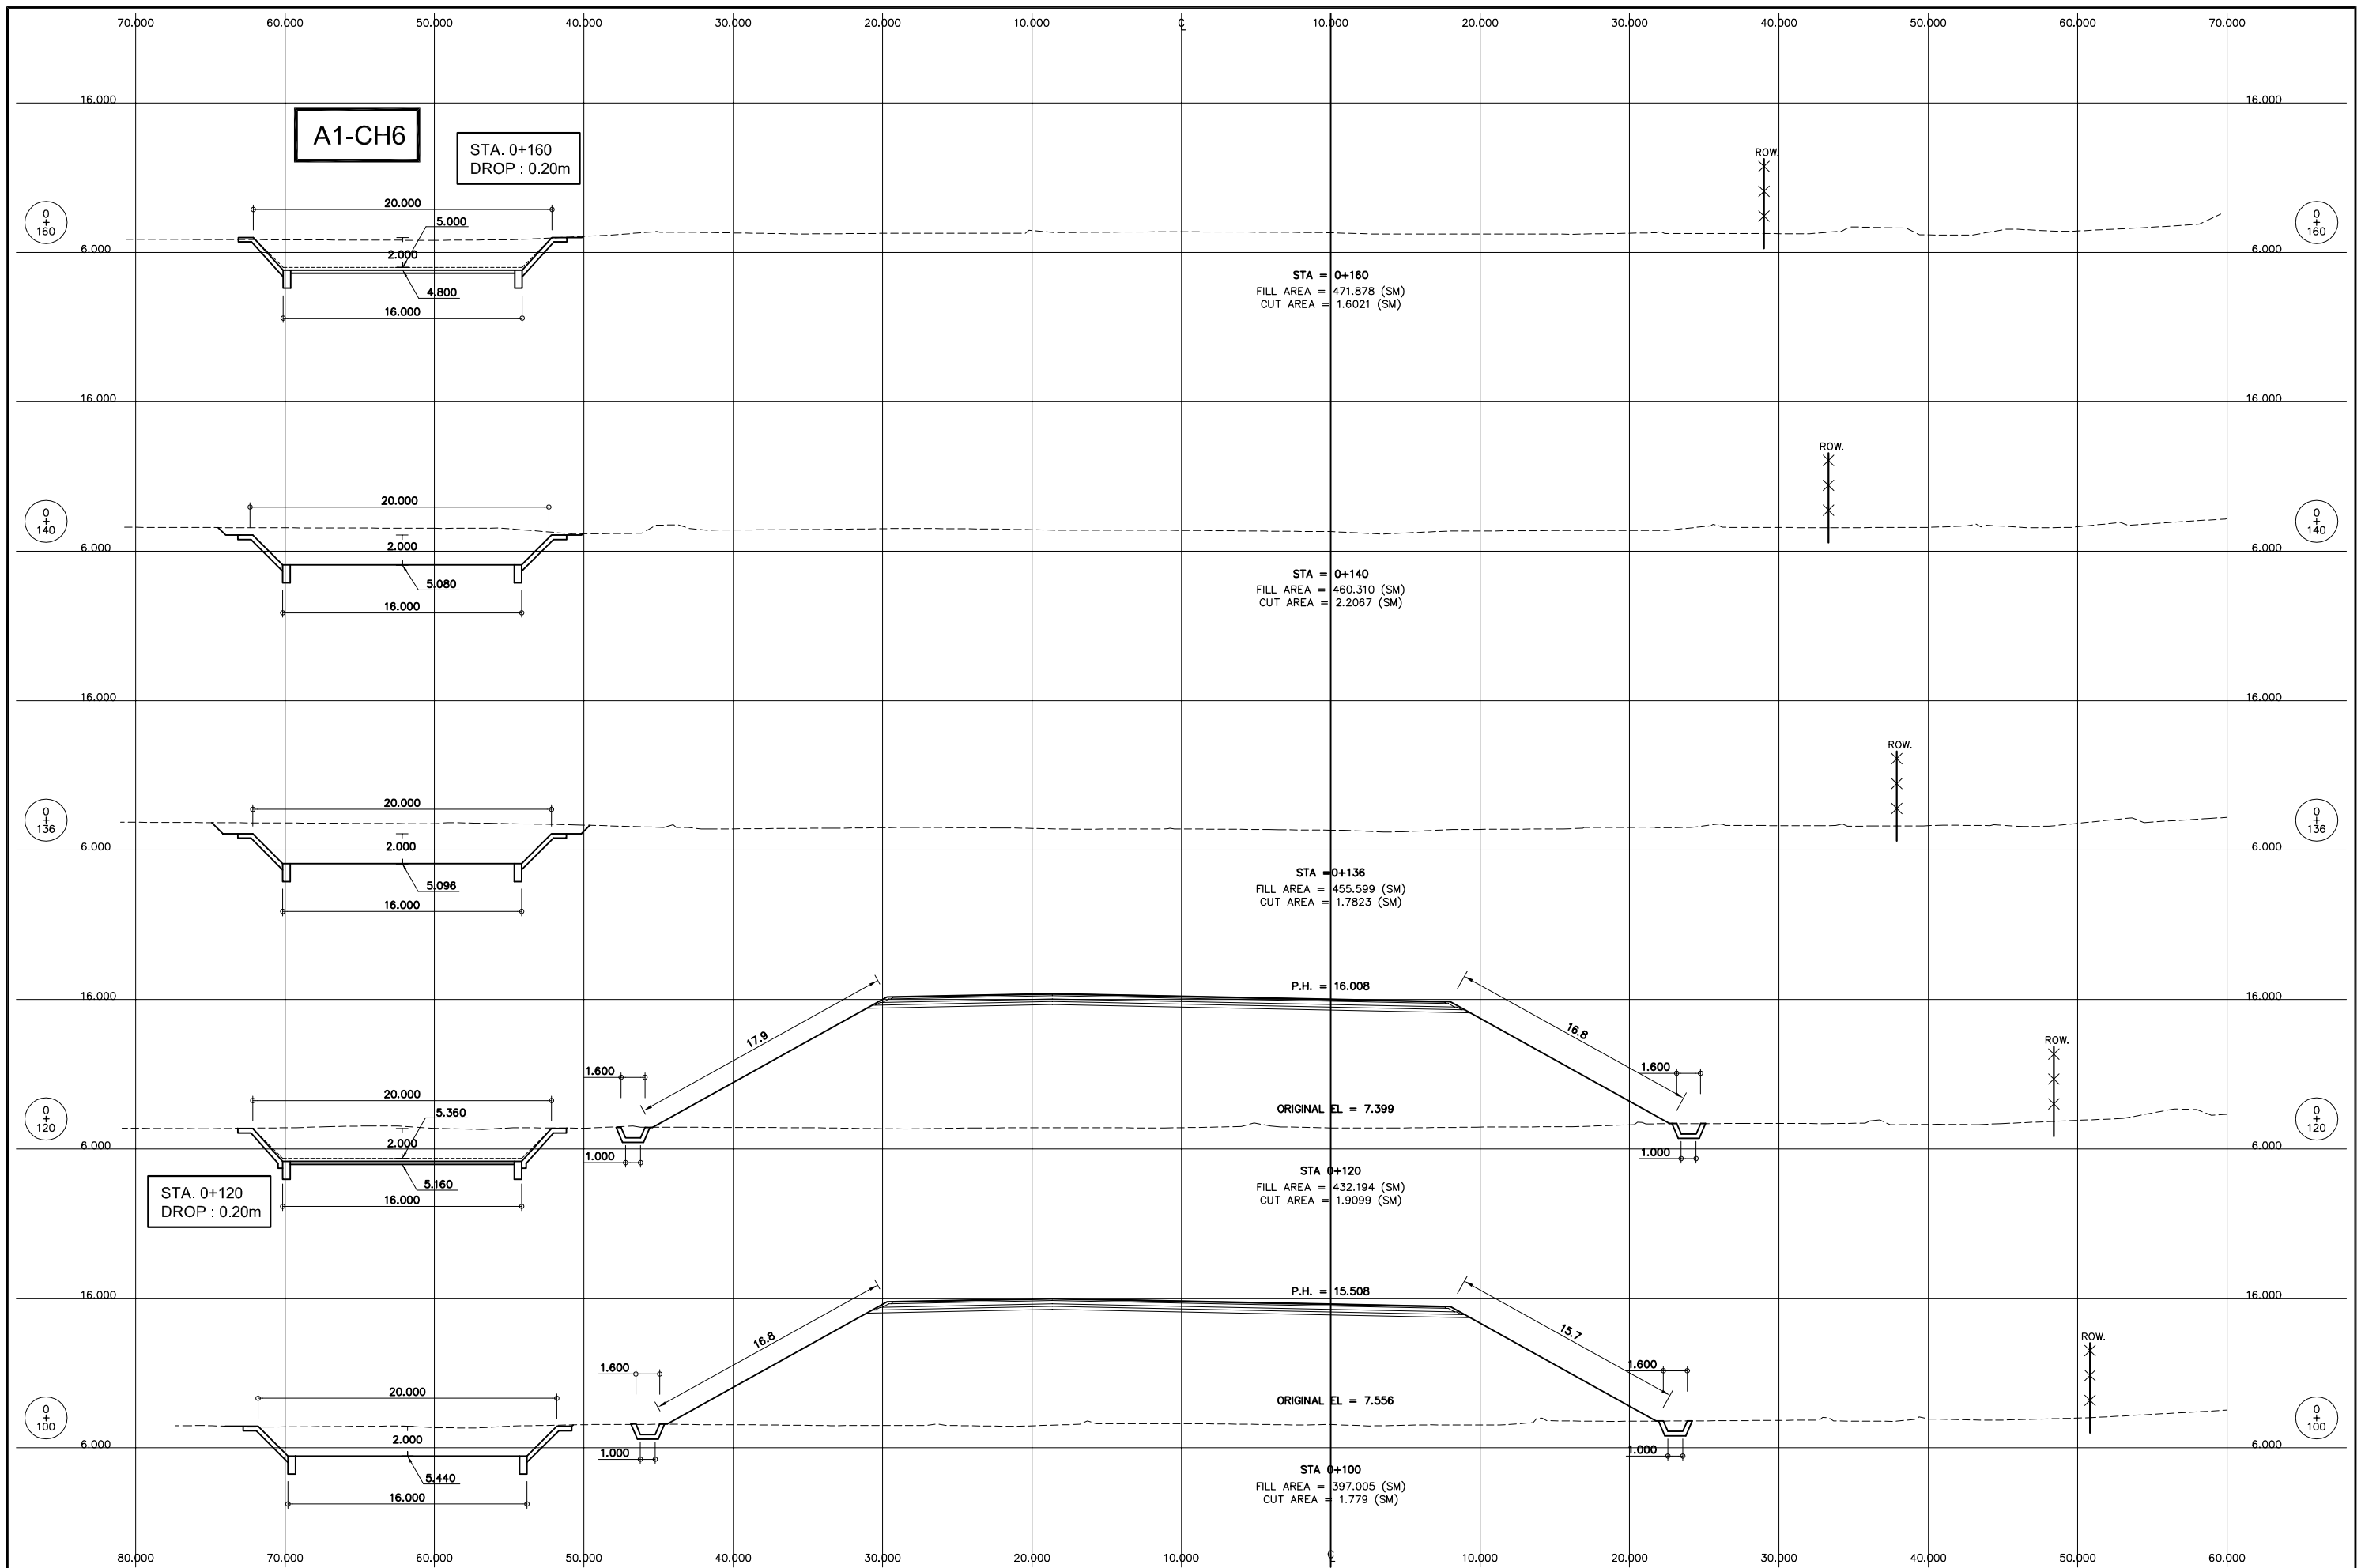 70.000 60.000 50.000 40.000 30.000 20.000 10.000 ℄ 10.000 20.000 30.000 40.000 50.000 60.000 70.000
16.000 16.000
A1-CH6
STA. 0+160
DROP : 0.20m
ROW.
20.000
5.000
0
+
160
0
+
160
6.000 2.000 6.000
4.800
16.000
STA = 0+160
FILL AREA = 471.878 (SM)
CUT AREA = 1.6021 (SM)
16.000 16.000
ROW.
20.000
0
+
140
0
+
140
6.000 2.000 6.000
5.080
16.000
STA = 0+140
FILL AREA = 460.310 (SM)
CUT AREA = 2.2067 (SM)
16.000 16.000
ROW.
20.000
0
+
136
0
+
136
6.000 2.000 6.000
5.096
16.000
STA =0+136
FILL AREA = 455.599 (SM)
CUT AREA = 1.7823 (SM)
16.000 P.H. = 16.008 16.000
17.9 16.8
ROW.
1.600 1.600
20.000
5.360
ORIGINAL EL = 7.399
0
+
120
0
+
120
6.000 2.000 6.000
1.000 1.000
5.160
16.000
STA. 0+120
DROP : 0.20m
STA 0+120
FILL AREA = 432.194 (SM)
CUT AREA = 1.9099 (SM)
16.000 P.H. = 15.508 16.000
16.8 15.7
ROW.
1.600 1.600
20.000
ORIGINAL EL = 7.556
0
+
100
0
+
100
6.000 2.000 6.000
1.000 1.000
5.440
16.000
STA 0+100
FILL AREA = 397.005 (SM)
CUT AREA = 1.779 (SM)
80.000 70.000 60.000 50.000 40.000 30.000 20.000 10.000 ℄ 10.000 20.000 30.000 40.000 50.000 60.000